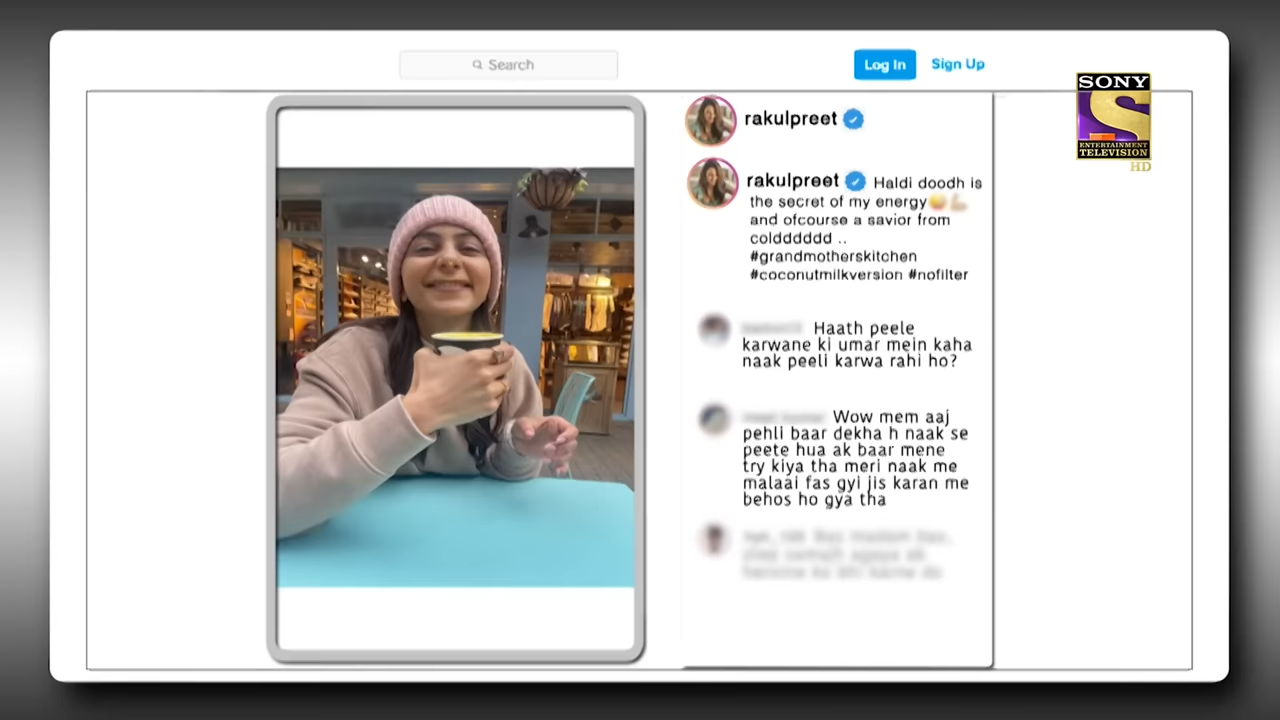 Search
Log In
Sign Up
SONY
S
ENTERTAINMENT
TELEVISION
HD
rakulpreet
rakulpreet Haldi doodh is
the secret of my energy😜💪🏼
and ofcourse a savior from
coldddddd ..
#grandmotherskitchen
#coconutmilkversion #nofilter
Haath peele
karwane ki umar mein kaha
naak peeli karwa rahi ho?
Wow mem aaj
pehli baar dekha h naak se
peete hua ak baar mene
try kiya tha meri naak me
malaai fas gyi jis karan me
behos ho gya tha